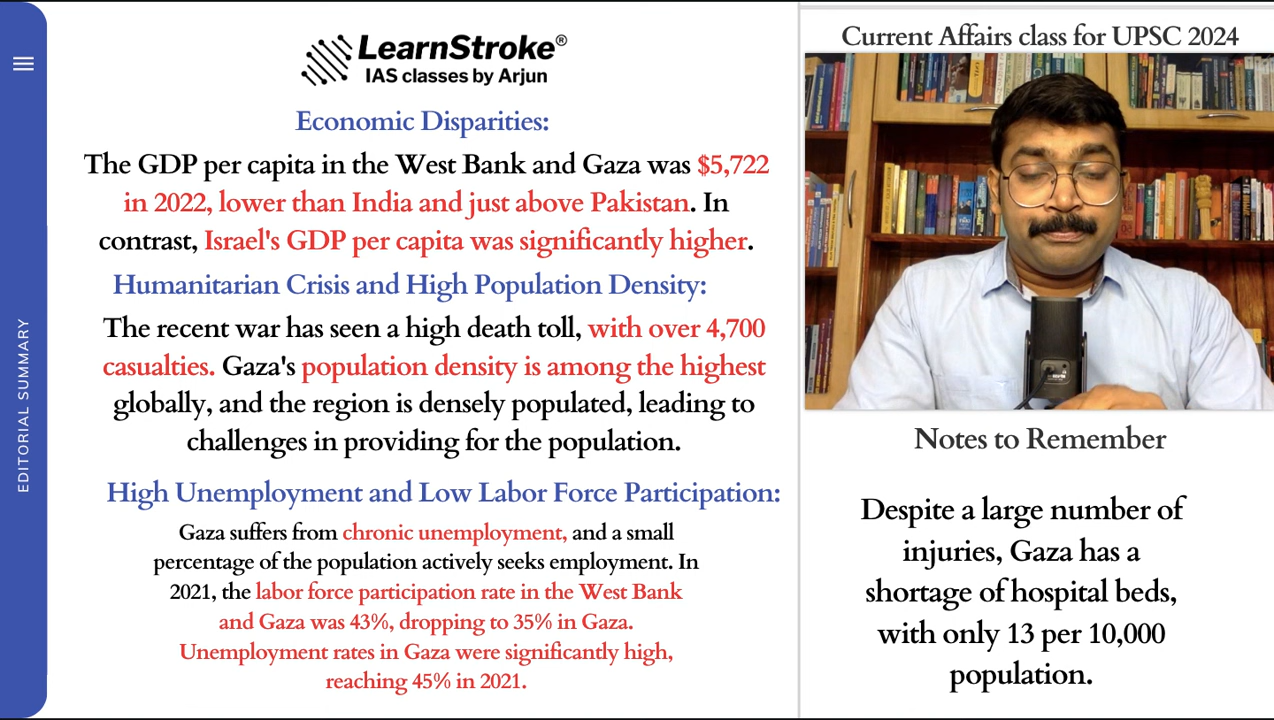 LearnStroke®
IAS classes by Arjun
Economic Disparities:
The GDP per capita in the West Bank and Gaza was $5,722
in 2022, lower than India and just above Pakistan. In
contrast, Israel's GDP per capita was significantly higher.
Humanitarian Crisis and High Population Density:
The recent war has seen a high death toll, with over 4,700
casualties. Gaza's population density is among the highest
globally, and the region is densely populated, leading to
challenges in providing for the population.
High Unemployment and Low Labor Force Participation:
Gaza suffers from chronic unemployment, and a small
percentage of the population actively seeks employment. In
2021, the labor force participation rate in the West Bank
and Gaza was 43%, dropping to 35% in Gaza.
Unemployment rates in Gaza were significantly high,
reaching 45% in 2021.
EDITORIAL SUMMARY
Current Affairs class for UPSC 2024
Notes to Remember
Despite a large number of
injuries, Gaza has a
shortage of hospital beds,
with only 13 per 10,000
population.